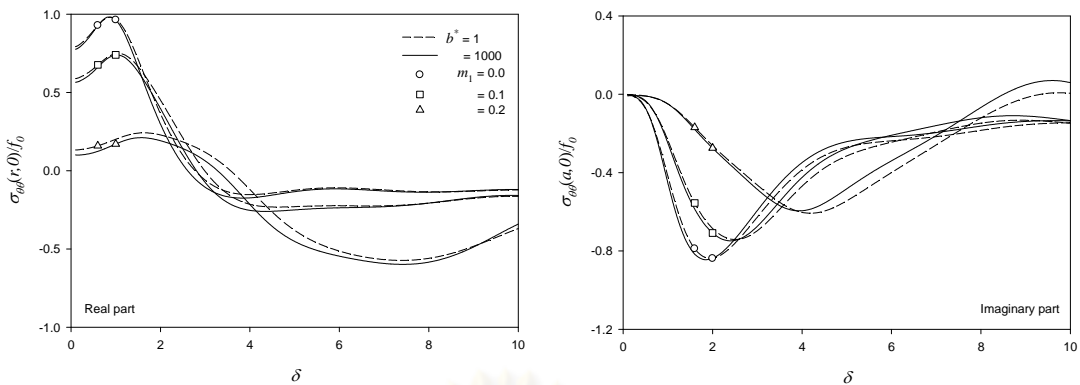 σθθ(r,0)/f0
1.0
0.5
0.0
-0.5
-1.0
b* = 1
= 1000
m1 = 0.0
= 0.1
= 0.2
Real part
0 2 4 6 8 10
δ
σθθ(a,0)/f0
0.4
0.0
-0.4
-0.8
-1.2
Imaginary part
0 2 4 6 8 10
δ